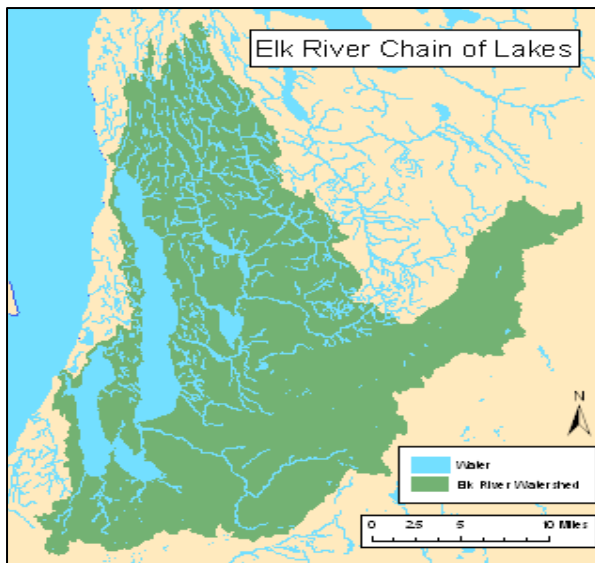 Elk River Chain of Lakes
N
Water
Elk River Watershed
0 2.5 5 10 Miles